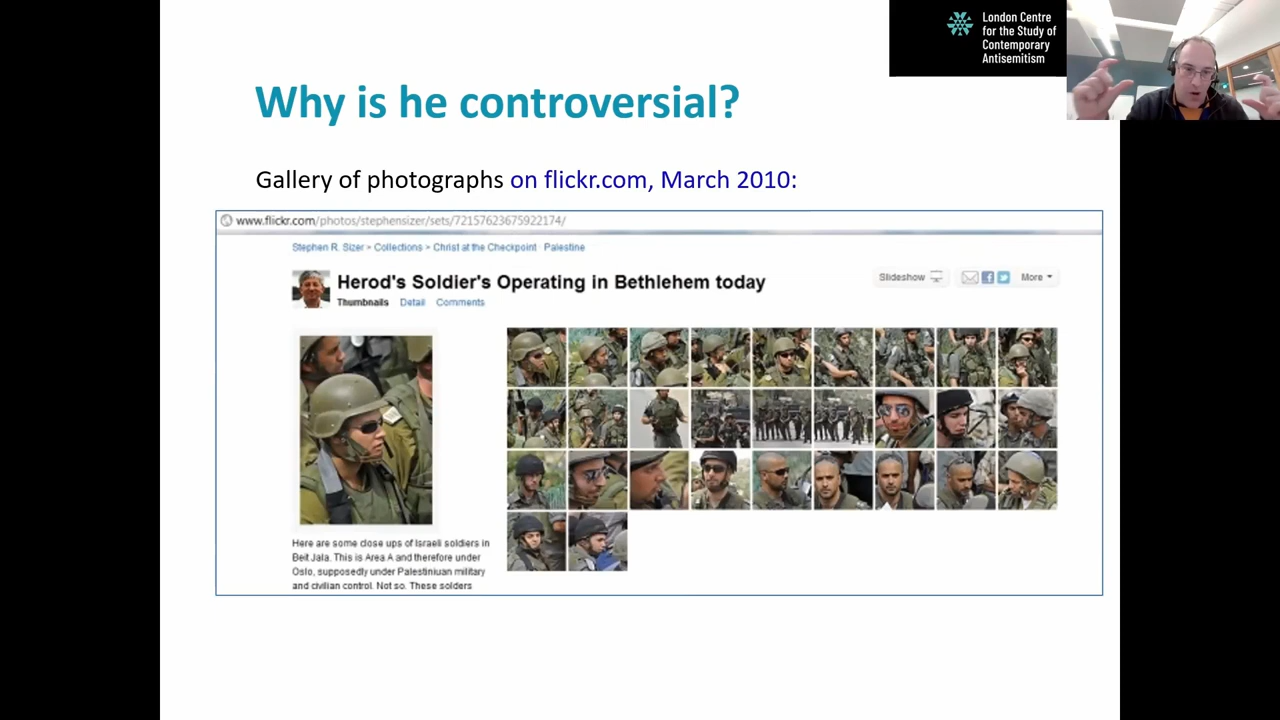 London Centre
for the Study of
Contemporary
Antisemitism
Why is he controversial?
Gallery of photographs on flickr.com, March 2010:
www.flickr.com/photos/stephensizer/sets/72157623675922174/
Stephen R. Sizer > Collections > Christ at the Checkpoint : Palestine
Herod's Soldier's Operating in Bethlehem today
Slideshow
More
Thumbnails Detail Comments
Here are some close ups of Israeli soldiers in
Beit Jala. This is Area A and therefore under
Oslo, supposedly under Palestiniuan military
and civilian control. Not so. These solders